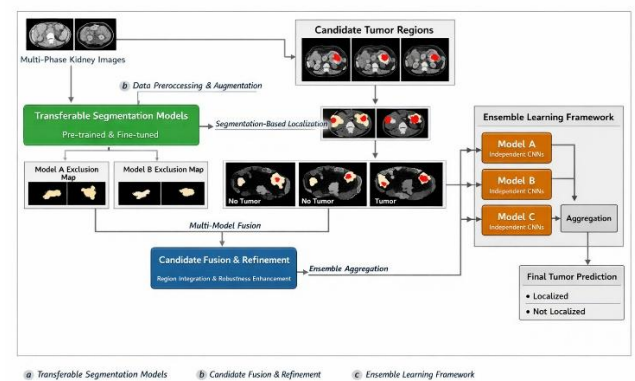 Candidate Tumor Regions
Multi-Phase Kidney Images
b Data Preroccessing & Augmentation
Transferable Segmentation Models
Pre-trained & Fine-tuned
Segmentation-Based Localization
Ensemble Learning Framework
Model A
Independent CNNs
Model B
Independent CNNs
Model C
Independent CNNs
Aggregation
Model A Exclusion
Map
Model B Exclusion Map
No Tumor
No Tumor
Tumor
Multi-Model Fusion
Candidate Fusion & Refinement
Region Integration & Robustness Enhancement
Ensemble Aggregation
Final Tumor Prediction
• Localized
• Not Localized
a Transferable Segmentation Models
b Candidate Fusion & Refinement
c Ensemble Learning Framework